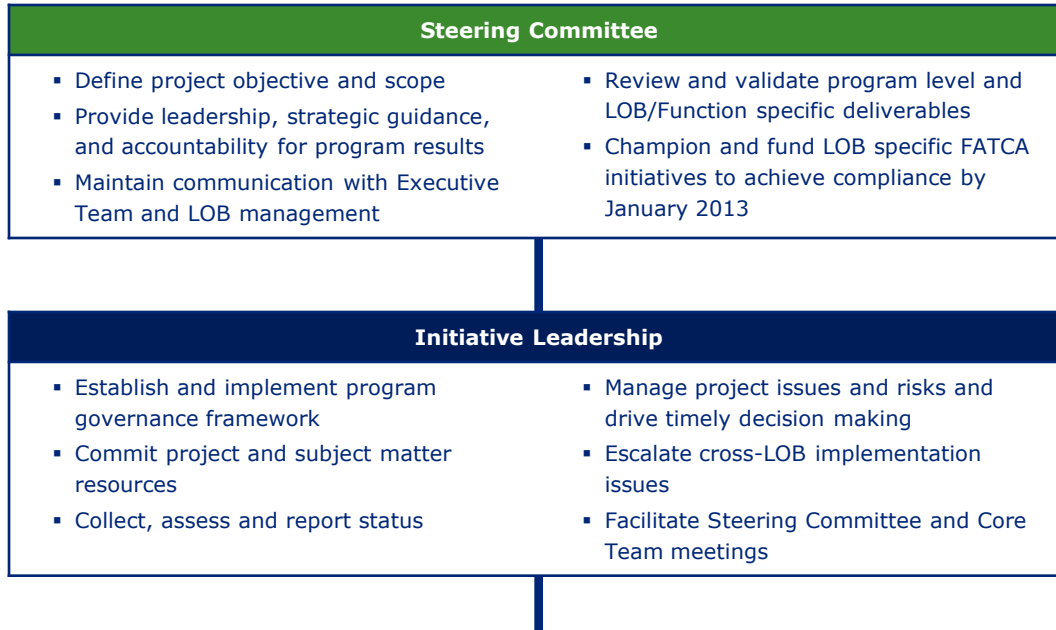 Steering Committee
▪ Define project objective and scope
▪ Provide leadership, strategic guidance,
and accountability for program results
▪ Maintain communication with Executive
Team and LOB management
▪ Review and validate program level and
LOB/Function specific deliverables
▪ Champion and fund LOB specific FATCA
initiatives to achieve compliance by
January 2013
Initiative Leadership
▪ Establish and implement program
governance framework
▪ Commit project and subject matter
resources
▪ Collect, assess and report status
▪ Manage project issues and risks and
drive timely decision making
▪ Escalate cross-LOB implementation
issues
▪ Facilitate Steering Committee and Core
Team meetings